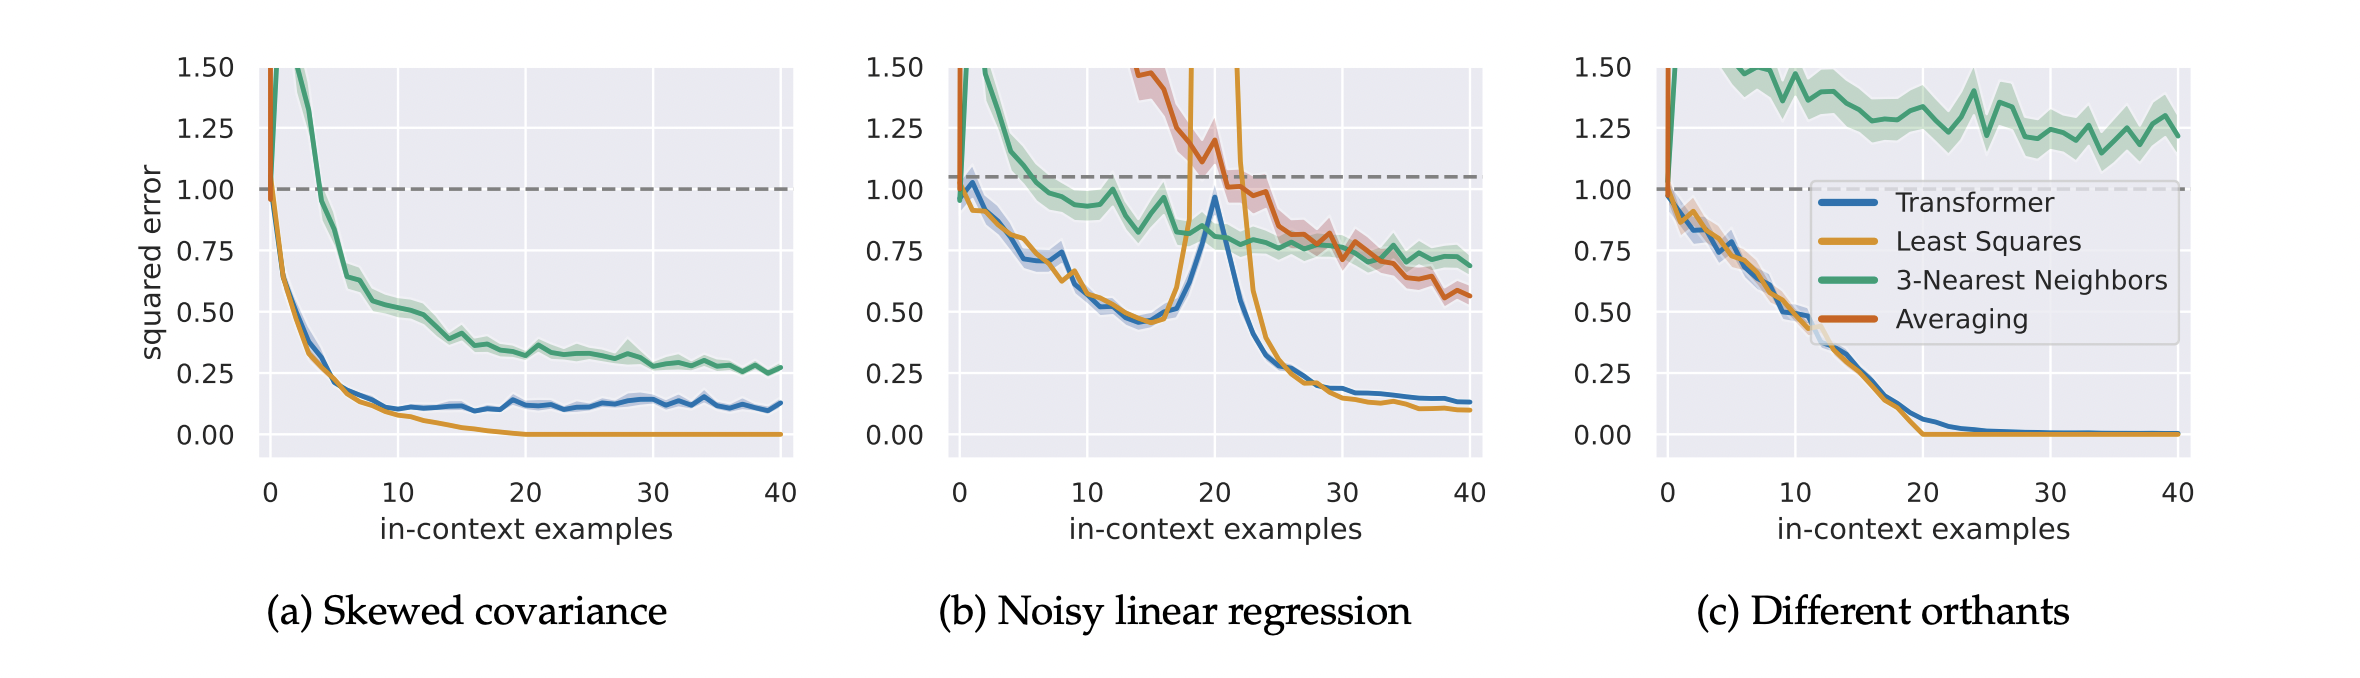 1.50
1.25
1.00
0.75
0.50
0.25
0.00
squared error
0 10 20 30 40
in-context examples
(a) Skewed covariance
1.50
1.25
1.00
0.75
0.50
0.25
0.00
0 10 20 30 40
in-context examples
(b) Noisy linear regression
1.50
1.25
1.00
0.75
0.50
0.25
0.00
Transformer
Least Squares
3-Nearest Neighbors
Averaging
0 10 20 30 40
in-context examples
(c) Different orthants